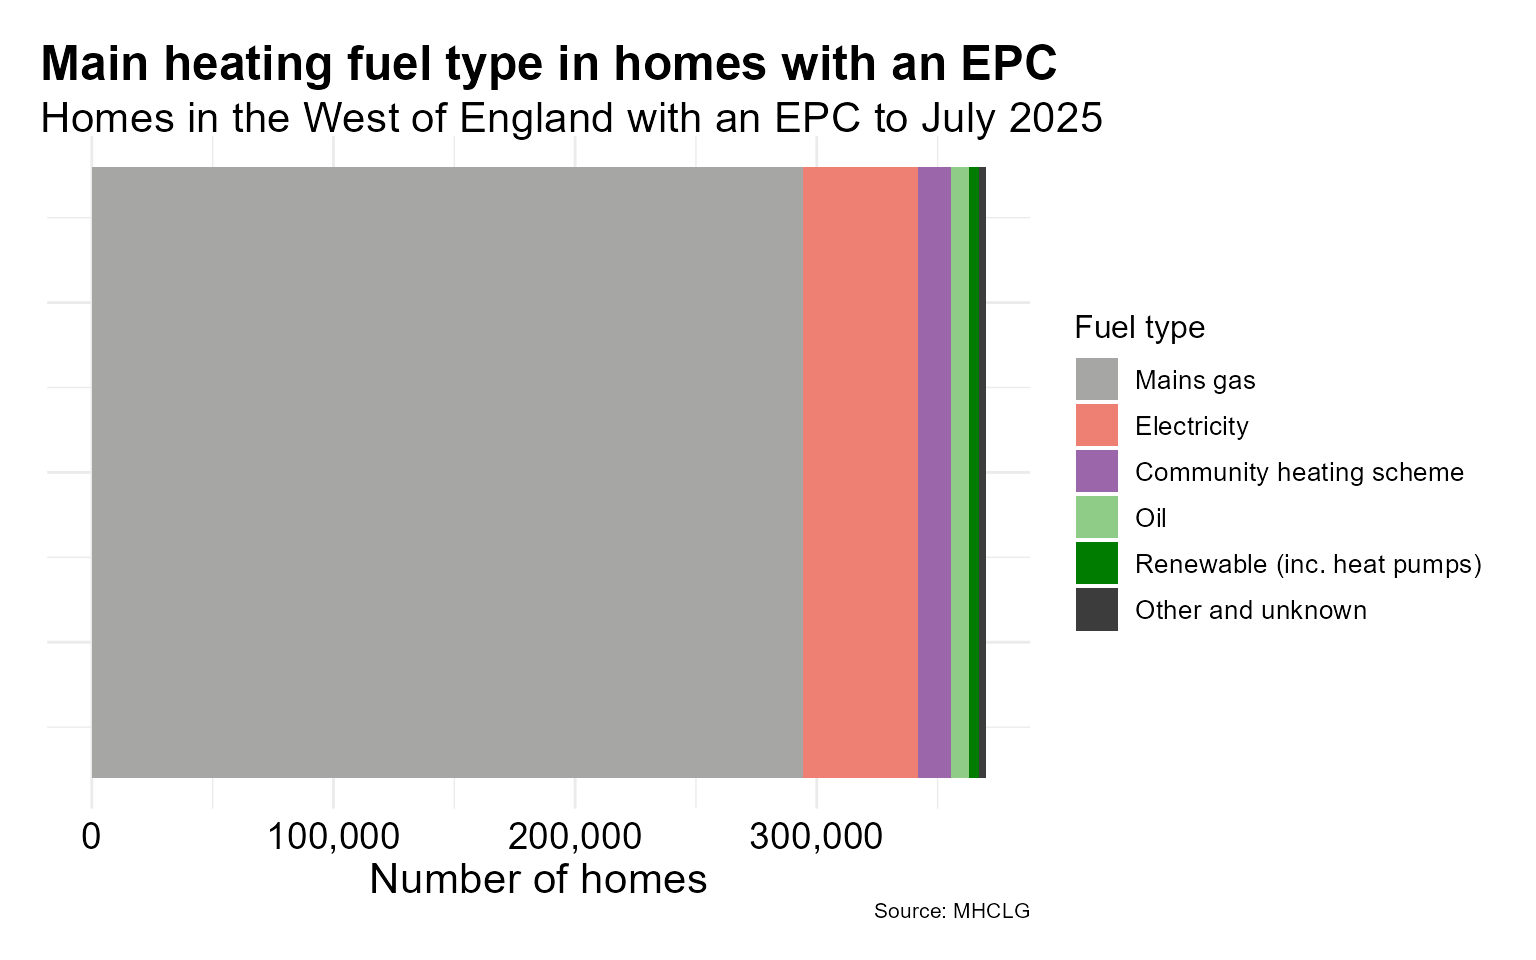 Main heating fuel type in homes with an EPC
Homes in the West of England with an EPC to July 2025
Fuel type
Mains gas
Electricity
Community heating scheme
Oil
Renewable (inc. heat pumps)
Other and unknown
0 100,000 200,000 300,000
Number of homes
Source: MHCLG